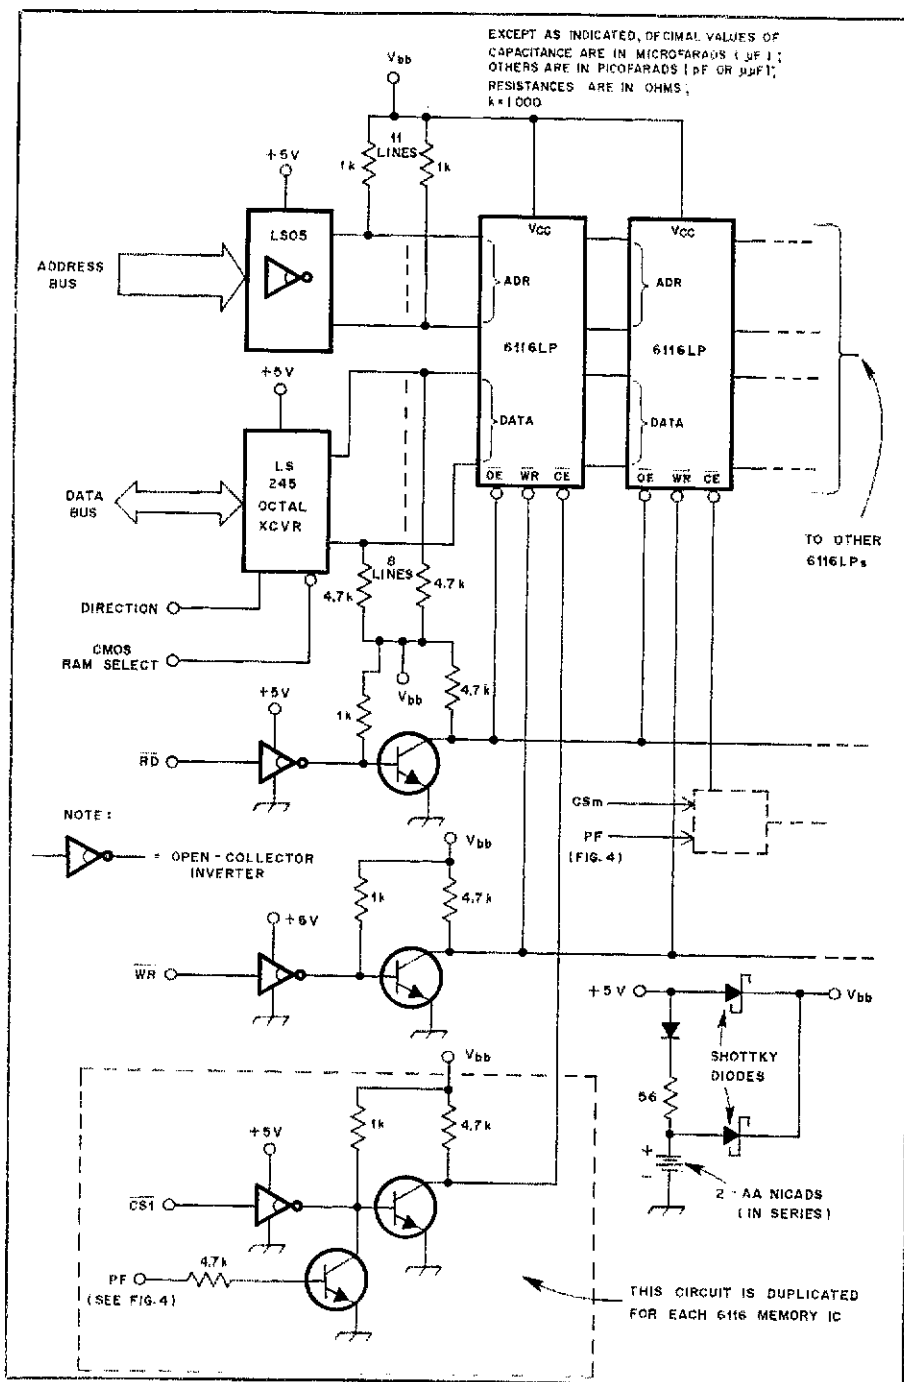 EXCEPT AS INDICATED, DECIMAL VALUES OF
CAPACITANCE ARE IN MICROFARADS ( µF );
OTHERS ARE IN PICOFARADS ( pF OR µµF);
RESISTANCES ARE IN OHMS;
k=1000
Vbb
11
LINES
1k
1k
+5V
LS05
ADDRESS
BUS
VCC
ADR
6116LP
DATA
OE WR CE
VCC
ADR
6116LP
DATA
OE WR CE
TO OTHER
6116LPs
+5V
LS
245
OCTAL
XCVR
DATA
BUS
8
LINES
4.7k
4.7k
DIRECTION
CMOS
RAM SELECT
Vbb
+5V
1k
4.7k
RD
CSm
PF
(FIG. 4)
NOTE:
= OPEN-COLLECTOR
INVERTER
Vbb
1k
4.7k
+5V
WR
+5V
Vbb
SHOTTKY
DIODES
56
+
-
2-AA NICADS
(IN SERIES)
Vbb
1k
4.7k
+5V
CS1
4.7k
PF
(SEE FIG. 4)
THIS CIRCUIT IS DUPLICATED
FOR EACH 6116 MEMORY IC